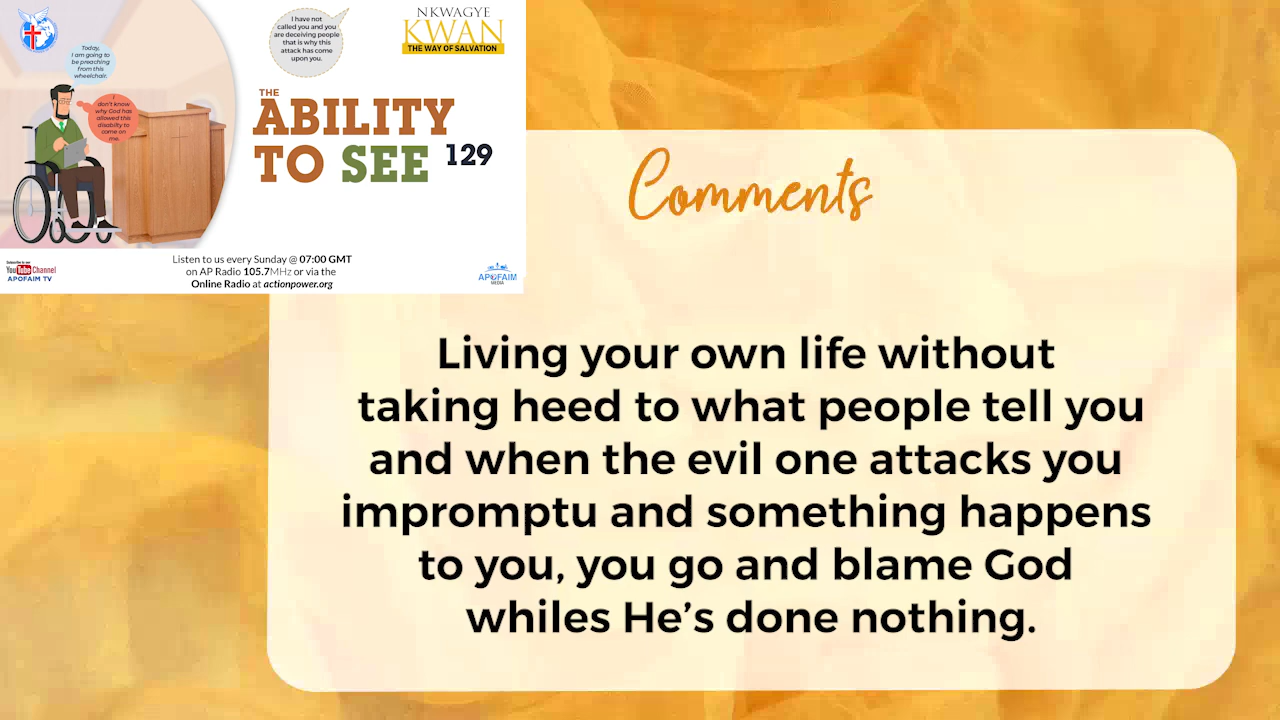 Today,
I am going to
be preaching
from this
wheelchair.
I
don't know
why God has
allowed this
disabilty to
come on
me.
I have not
called you and you
are deceiving people
that is why this
attack has come
upon you.
NKWAGYE
KWAN
THE WAY OF SALVATION
THE
ABILITY
TO SEE 129
Listen to us every Sunday @ 07:00 GMT
on AP Radio 105.7MHz or via the
Online Radio at actionpower.org
YouTube Channel
APOFAIM TV
APOFAIM
MEDIA
Comments
Living your own life without
taking heed to what people tell you
and when the evil one attacks you
impromptu and something happens
to you, you go and blame God
whiles He's done nothing.